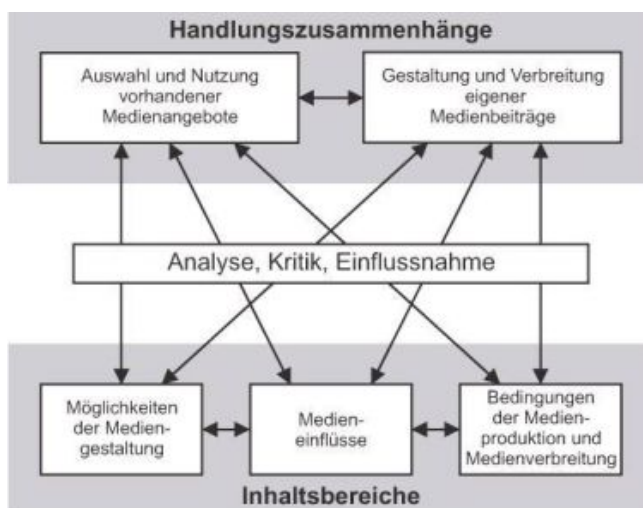 Handlungszusammenhänge
Auswahl und Nutzung
vorhandener
Medienangebote
Gestaltung und Verbreitung
eigener
Medienbeiträge
Analyse, Kritik, Einflussnahme
Möglichkeiten
der Medien-
gestaltung
Medien-
einflüsse
Bedingungen
der Medien-
produktion und
Medienverbreitung
Inhaltsbereiche